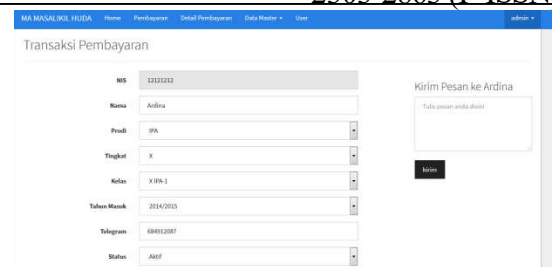 MA MASALIKIL HUDA Home Pembayaran Detail Pembayaran Data Master User admin
Transaksi Pembayaran
NIS 12121212
Kirim Pesan ke Ardina
Nama Ardina
Tulis pesan anda disini
Prodi IPA
Tingkat X
kirim
Kelas X IPA-1
Tahun Masuk 2014/2015
Telegram 684912087
Status Aktif